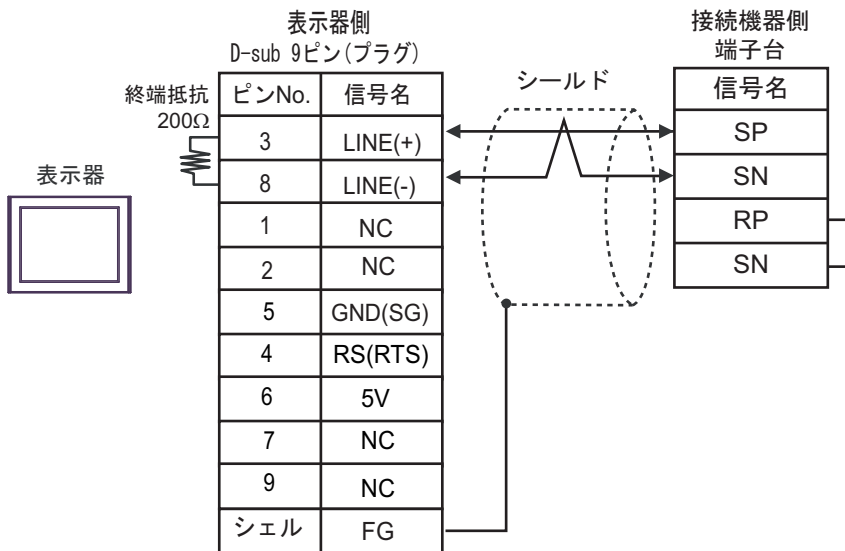 表示器側
D-sub 9ピン(プラグ)
接続機器側
端子台
終端抵抗
200Ω
表示器
シールド
ピンNo. 信号名
3 LINE(+)
8 LINE(-)
1 NC
2 NC
5 GND(SG)
4 RS(RTS)
6 5V
7 NC
9 NC
シェル FG
信号名
SP
SN
RP
SN